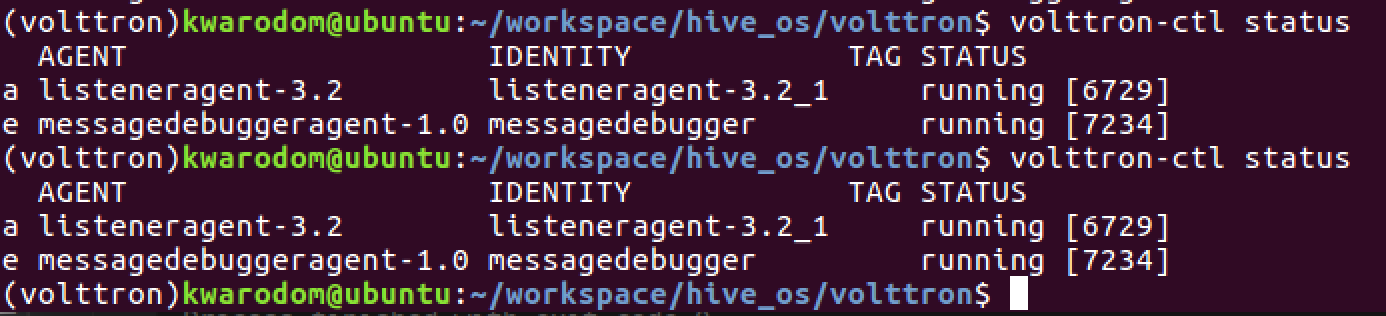 (volttron)kwarodom@ubuntu:~/workspace/hive_os/volttron$ volttron-ctl status
  AGENT                    IDENTITY            TAG STATUS
a listeneragent-3.2        listeneragent-3.2_1     running [6729]
e messagedebuggeragent-1.0 messagedebugger         running [7234]
(volttron)kwarodom@ubuntu:~/workspace/hive_os/volttron$ volttron-ctl status
  AGENT                    IDENTITY            TAG STATUS
a listeneragent-3.2        listeneragent-3.2_1     running [6729]
e messagedebuggeragent-1.0 messagedebugger         running [7234]
(volttron)kwarodom@ubuntu:~/workspace/hive_os/volttron$